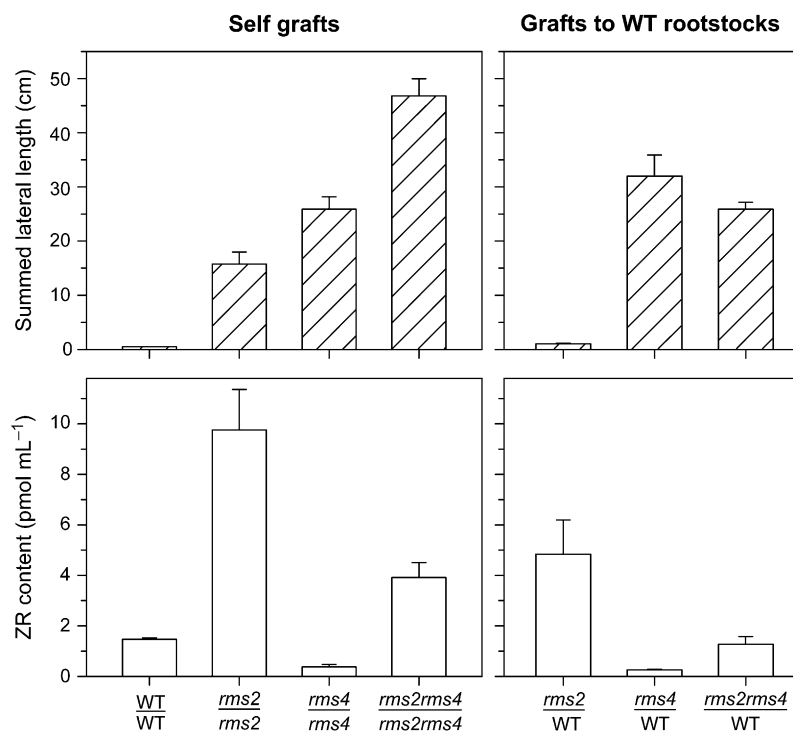 Self grafts
Grafts to WT rootstocks
Summed lateral length (cm)
50
40
30
20
10
0
ZR content (pmol mL⁻¹)
10
8
6
4
2
0
WT rms2 rms4 rms2rms4
WT rms2 rms4 rms2rms4
rms2 rms4 rms2rms4
WT WT WT